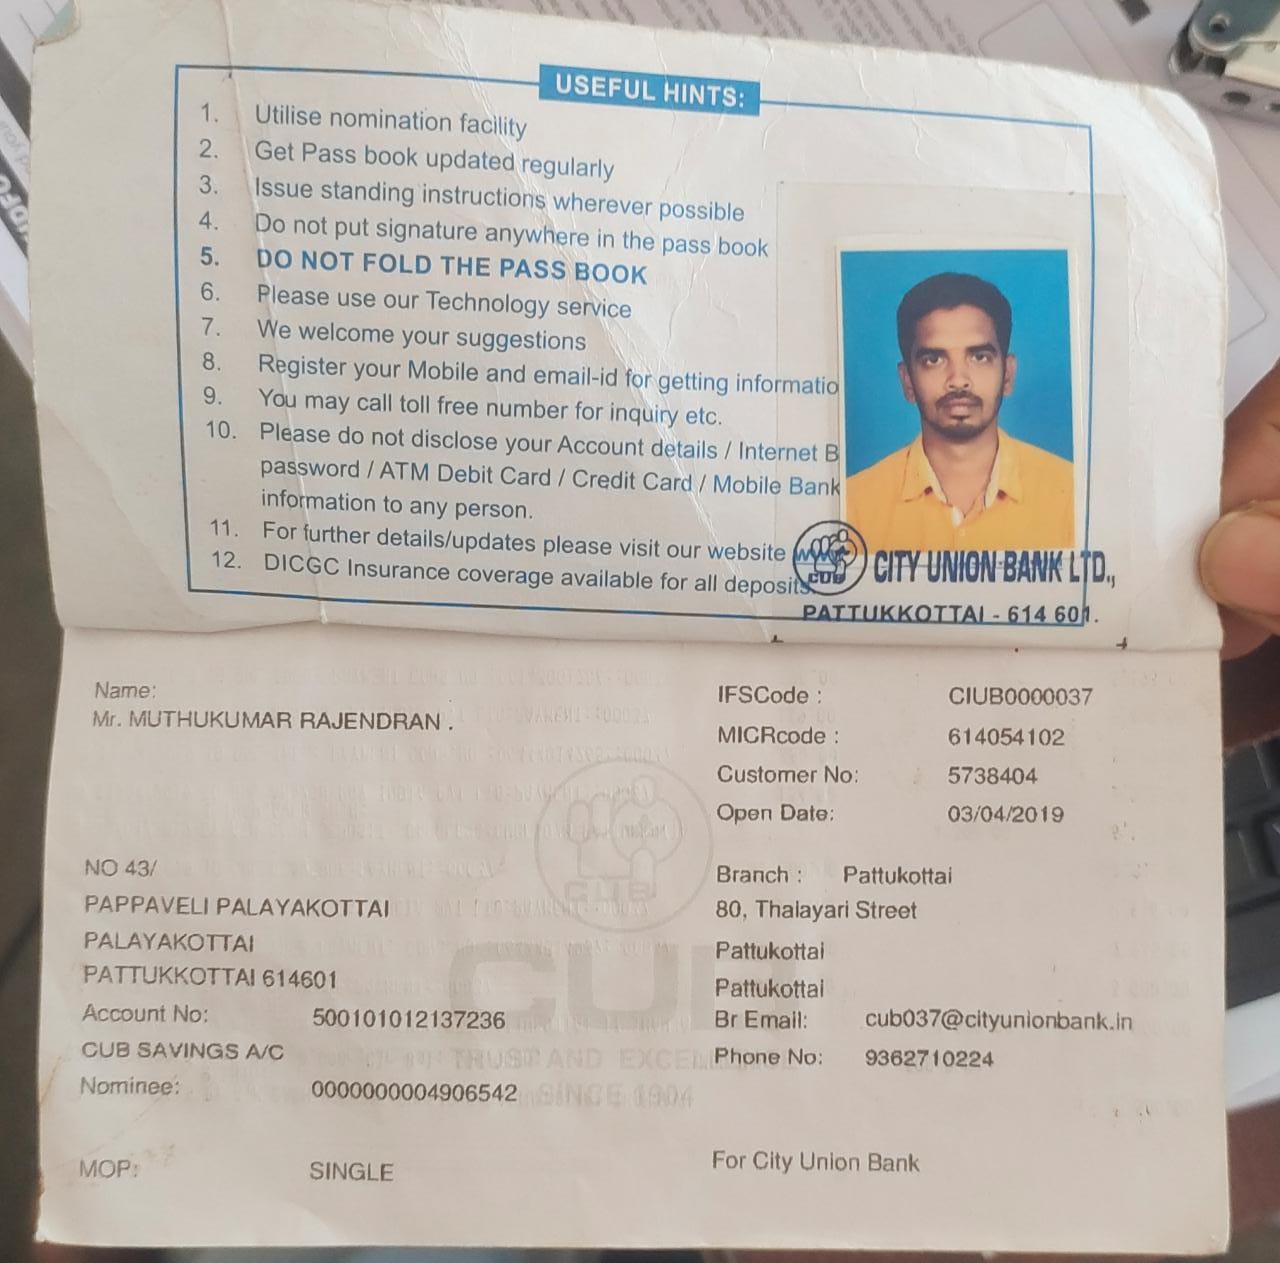 USEFUL HINTS:
1. Utilise nomination facility
2. Get Pass book updated regularly
3. Issue standing instructions wherever possible
4. Do not put signature anywhere in the pass book
5. DO NOT FOLD THE PASS BOOK
6. Please use our Technology service
7. We welcome your suggestions
8. Register your Mobile and email-id for getting informatio
9. You may call toll free number for inquiry etc.
10. Please do not disclose your Account details / Internet B
password / ATM Debit Card / Credit Card / Mobile Bank
information to any person.
11. For further details/updates please visit our website
12. DICGC Insurance coverage available for all deposits.
CUB CITY UNION BANK LTD.,
PATTUKKOTTAI - 614 601.
Name:
Mr. MUTHUKUMAR RAJENDRAN .
NO 43/
PAPPAVELI PALAYAKOTTAI
PALAYAKOTTAI
PATTUKKOTTAI 614601
Account No: 500101012137236
CUB SAVINGS A/C
Nominee: 0000000004906542
MOP: SINGLE
IFSCode : CIUB0000037
MICRcode : 614054102
Customer No: 5738404
Open Date: 03/04/2019
Branch : Pattukottai
80, Thalayari Street
Pattukottai
Pattukottai
Br Email: cub037@cityunionbank.in
Phone No: 9362710224
For City Union Bank
CUB
CUB
TRUST AND EXCELL
SINCE 1904